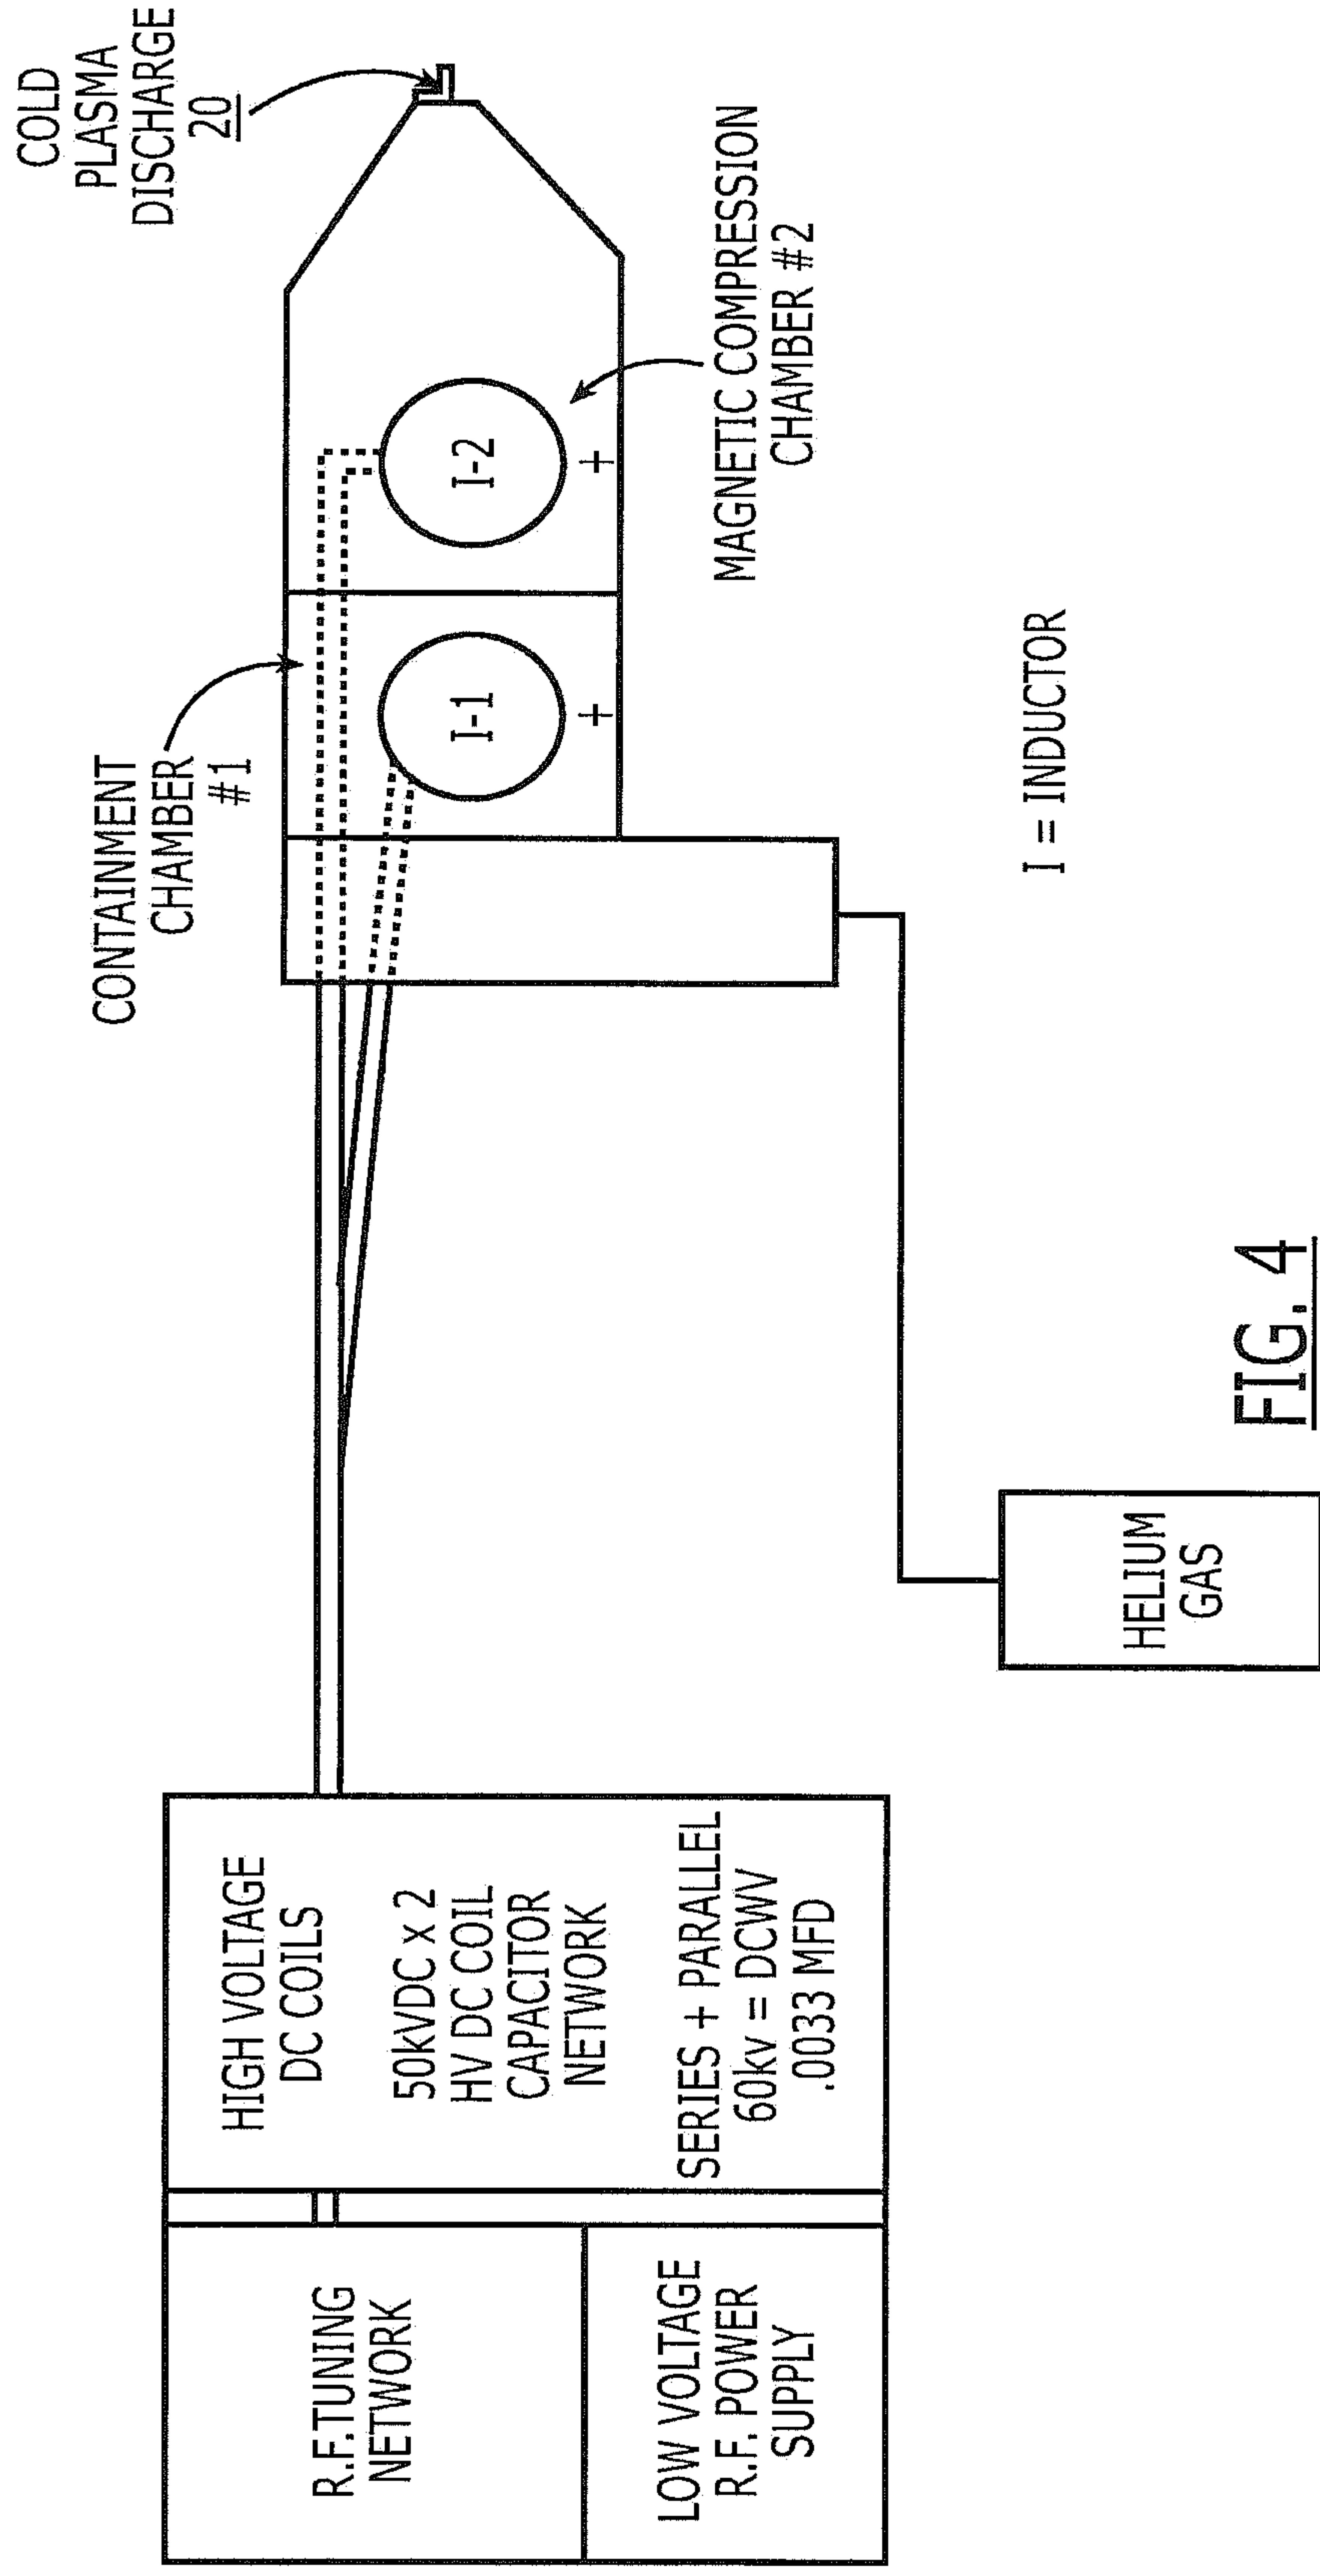 COLD
PLASMA
DISCHARGE
20
CONTAINMENT
CHAMBER
#1
I-1
I-2
+
+
MAGNETIC COMPRESSION
CHAMBER #2
I = INDUCTOR
R.F.TUNING
NETWORK
LOW VOLTAGE
R.F. POWER
SUPPLY
HIGH VOLTAGE
DC COILS
50kVDC x 2
HV DC COIL
CAPACITOR
NETWORK
SERIES + PARALLEL
60kv = DCWV
.0033 MFD
HELIUM
GAS
FIG. 4